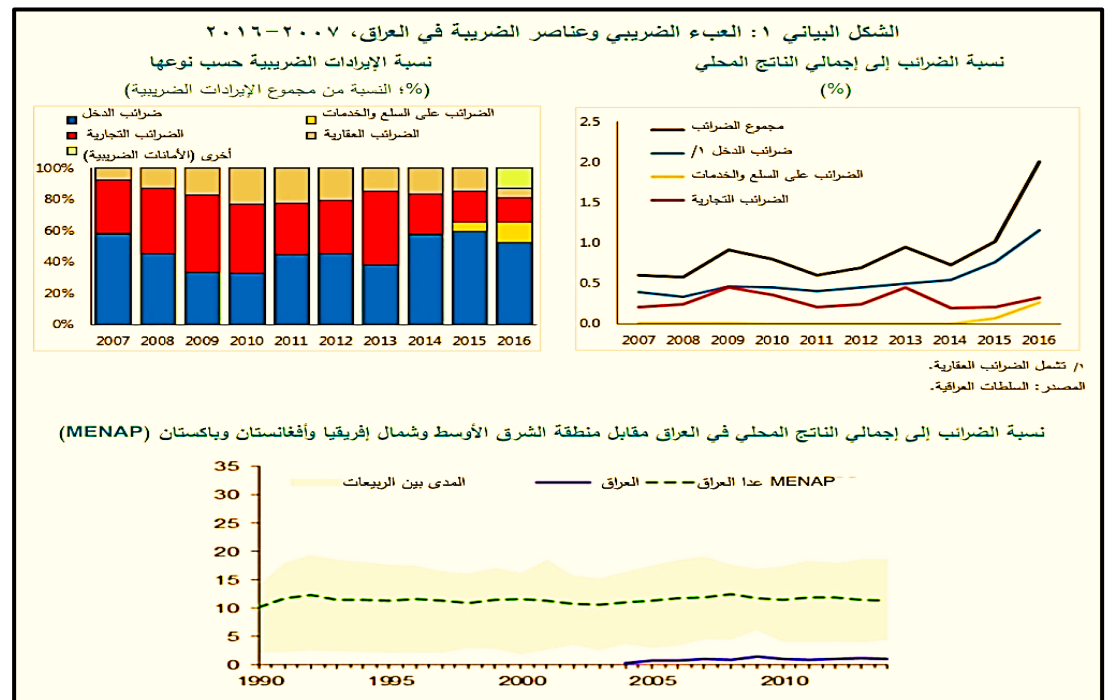 الشكل البياني ١: العبء الضريبي وعناصر الضريبة في العراق، ٢٠٠٧-٢٠١٦
نسبة الضرائب إلى إجمالي الناتج المحلي
(%)
2.5
2.0
1.5
1.0
0.5
0.0
مجموع الضرائب
ضرائب الدخل ١/
الضرائب على السلع والخدمات
الضرائب التجارية
2007 2008 2009 2010 2011 2012 2013 2014 2015 2016
١/ تشمل الضرائب العقارية.
المصدر: السلطات العراقية.
نسبة الإيرادات الضريبية حسب نوعها
(%؛ النسبة من مجموع الإيرادات الضريبية)
ضرائب الدخل
الضرائب على السلع والخدمات
الضرائب التجارية
الضرائب العقارية
أخرى (الأمانات الضريبية)
100%
80%
60%
40%
20%
0%
2007 2008 2009 2010 2011 2012 2013 2014 2015 2016
نسبة الضرائب إلى إجمالي الناتج المحلي في العراق مقابل منطقة الشرق الأوسط وشمال إفريقيا وأفغانستان وباكستان (MENAP)
35
30
25
20
15
10
5
0
المدى بين الربيعات
العراق
MENAP عدا العراق
1990 1995 2000 2005 2010